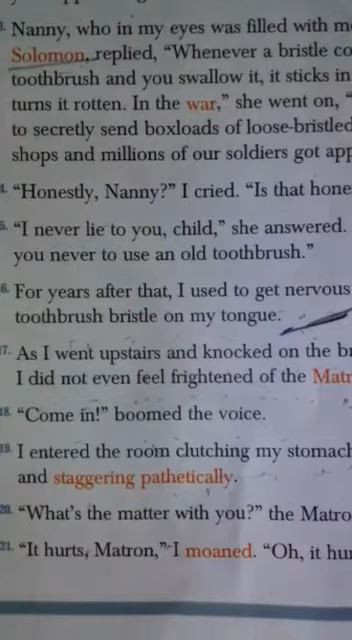 Nanny, who in my eyes was filled with
Solomon, replied, "Whenever a bristle
toothbrush and you swallow it, it sticks in
turns it rotten. In the war," she went on, "
to secretly send boxloads of loose-bristled
shops and millions of our soldiers got
"Honestly, Nanny?" I cried. "Is that
"I never lie to you, child," she answered.
you never to use an old toothbrush."
For years after that, I used to get nervous
toothbrush bristle on my tongue.
17. As I went upstairs and knocked on the
I did not even feel frightened of the
18. "Come in!" boomed the voice.
19. I entered the room clutching my stomach
and staggering pathetically.
20. "What's the matter with you?" the
21. "It hurts, Matron," I moaned. "Oh, it